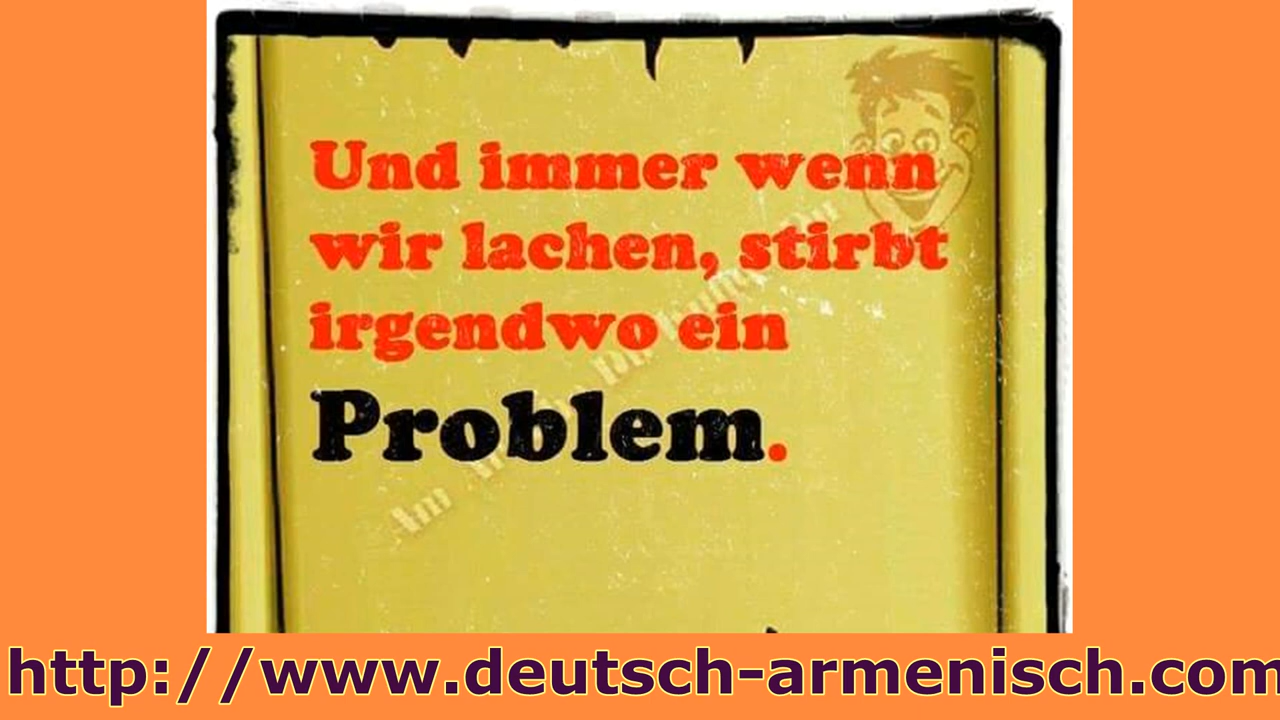 Und immer wenn
wir lachen, stirbt
irgendwo ein
Problem.
http://www.deutsch-armenisch.com